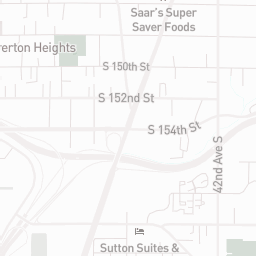 Saar's Super
Saver Foods
erton Heights
S 150th St
S 152nd St
S 154th St
42nd Ave S
Sutton Suites &